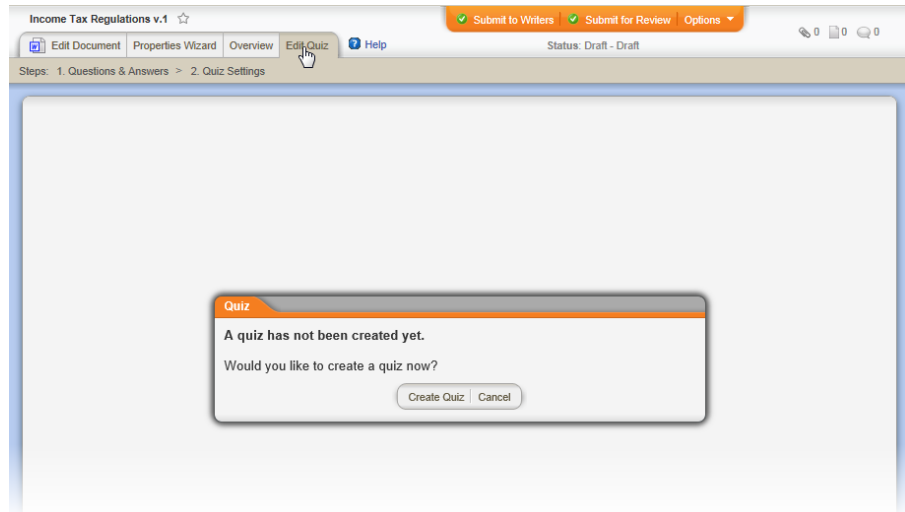 Income Tax Regulations v.1
Submit to Writers Submit for Review Options
0 0 0
Edit Document Properties Wizard Overview Edit Quiz Help
Status: Draft - Draft
Steps: 1. Questions & Answers > 2. Quiz Settings
Quiz
A quiz has not been created yet.
Would you like to create a quiz now?
Create Quiz Cancel